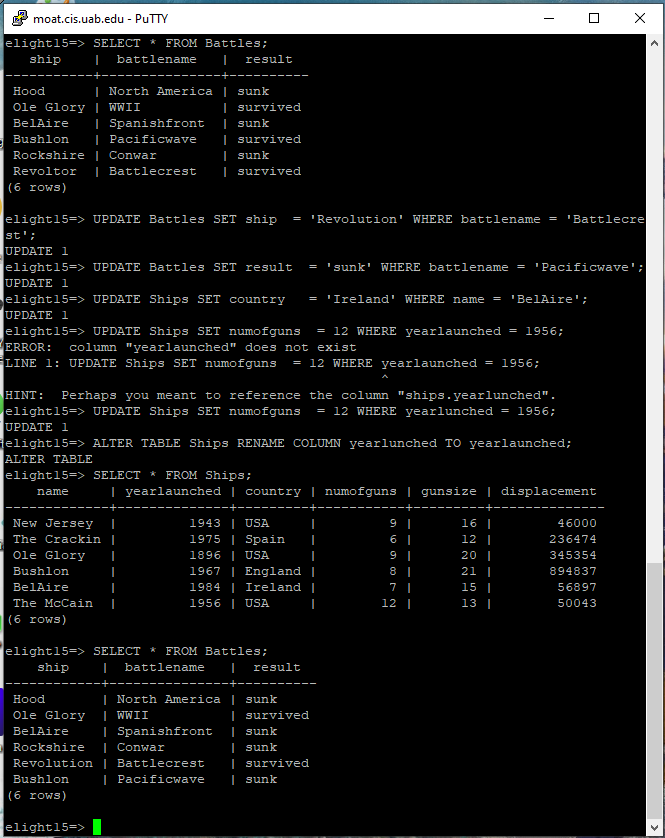 moat.cis.uab.edu - PuTTY
elight15=> SELECT * FROM Battles;
   ship    |  battlename   |  result
-----------+---------------+----------
 Hood      | North America | sunk
 Ole Glory | WWII          | survived
 BelAire   | Spanishfront  | sunk
 Bushlon   | Pacificwave   | survived
 Rockshire | Conwar        | sunk
 Revoltor  | Battlecrest   | survived
(6 rows)
elight15=> UPDATE Battles SET ship  = 'Revolution' WHERE battlename = 'Battlecre
st';
UPDATE 1
elight15=> UPDATE Battles SET result  = 'sunk' WHERE battlename = 'Pacificwave';
UPDATE 1
elight15=> UPDATE Ships SET country   = 'Ireland' WHERE name = 'BelAire';
UPDATE 1
elight15=> UPDATE Ships SET numofguns  = 12 WHERE yearlaunched = 1956;
ERROR:  column "yearlaunched" does not exist
LINE 1: UPDATE Ships SET numofguns  = 12 WHERE yearlaunched = 1956;
                                               ^
HINT:  Perhaps you meant to reference the column "ships.yearlunched".
elight15=> UPDATE Ships SET numofguns  = 12 WHERE yearlunched = 1956;
UPDATE 1
elight15=> ALTER TABLE Ships RENAME COLUMN yearlunched TO yearlaunched;
ALTER TABLE
elight15=> SELECT * FROM Ships;
    name     | yearlaunched | country | numofguns | gunsize | displacement
-------------+--------------+---------+-----------+---------+--------------
 New Jersey  |         1943 | USA     |         9 |      16 |        46000
 The Crackin |         1975 | Spain   |         6 |      12 |       236474
 Ole Glory   |         1896 | USA     |         9 |      20 |       345354
 Bushlon     |         1967 | England |         8 |      21 |       894837
 BelAire     |         1984 | Ireland |         7 |      15 |        56897
 The McCain  |         1956 | USA     |        12 |      13 |        50043
(6 rows)
elight15=> SELECT * FROM Battles;
    ship    |  battlename   |  result
------------+---------------+----------
 Hood       | North America | sunk
 Ole Glory  | WWII          | survived
 BelAire    | Spanishfront  | sunk
 Rockshire  | Conwar        | sunk
 Revolution | Battlecrest   | survived
 Bushlon    | Pacificwave   | sunk
(6 rows)
elight15=>